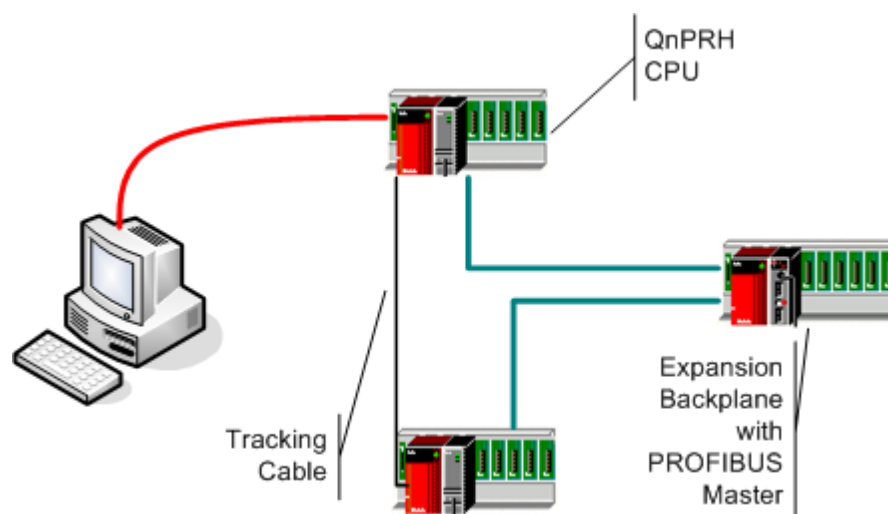 QnPRH
CPU
Tracking
Cable
Expansion
Backplane
with
PROFIBUS
Master